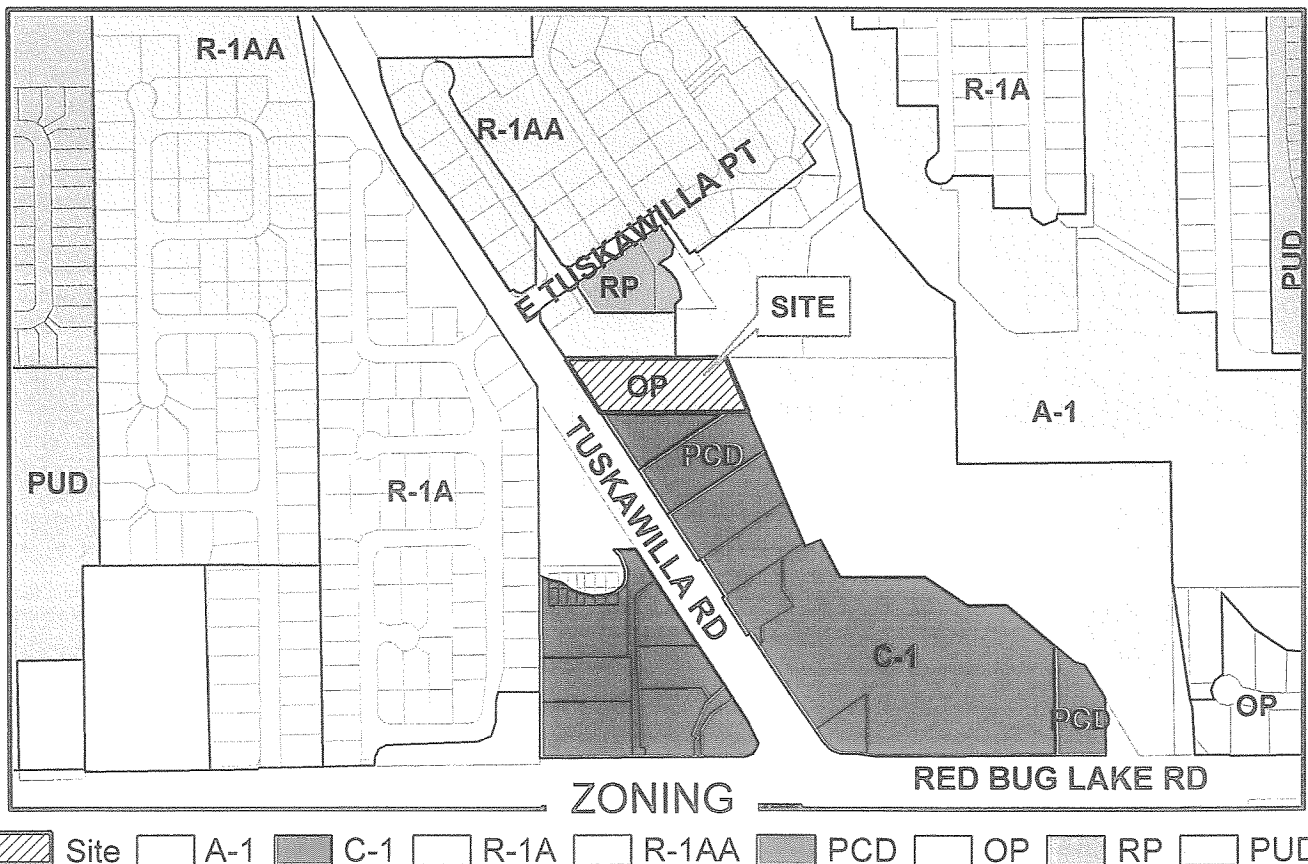 R-1AA
R-1AA
R-1A
E TUSKAWILLA PT
PUD
RP
SITE
OP
A-1
PCD
PUD
R-1A
TUSKAWILLA RD
C-1
PCD
OP
RED BUG LAKE RD
ZONING
Site A-1 C-1 R-1A R-1AA PCD OP RP PUD